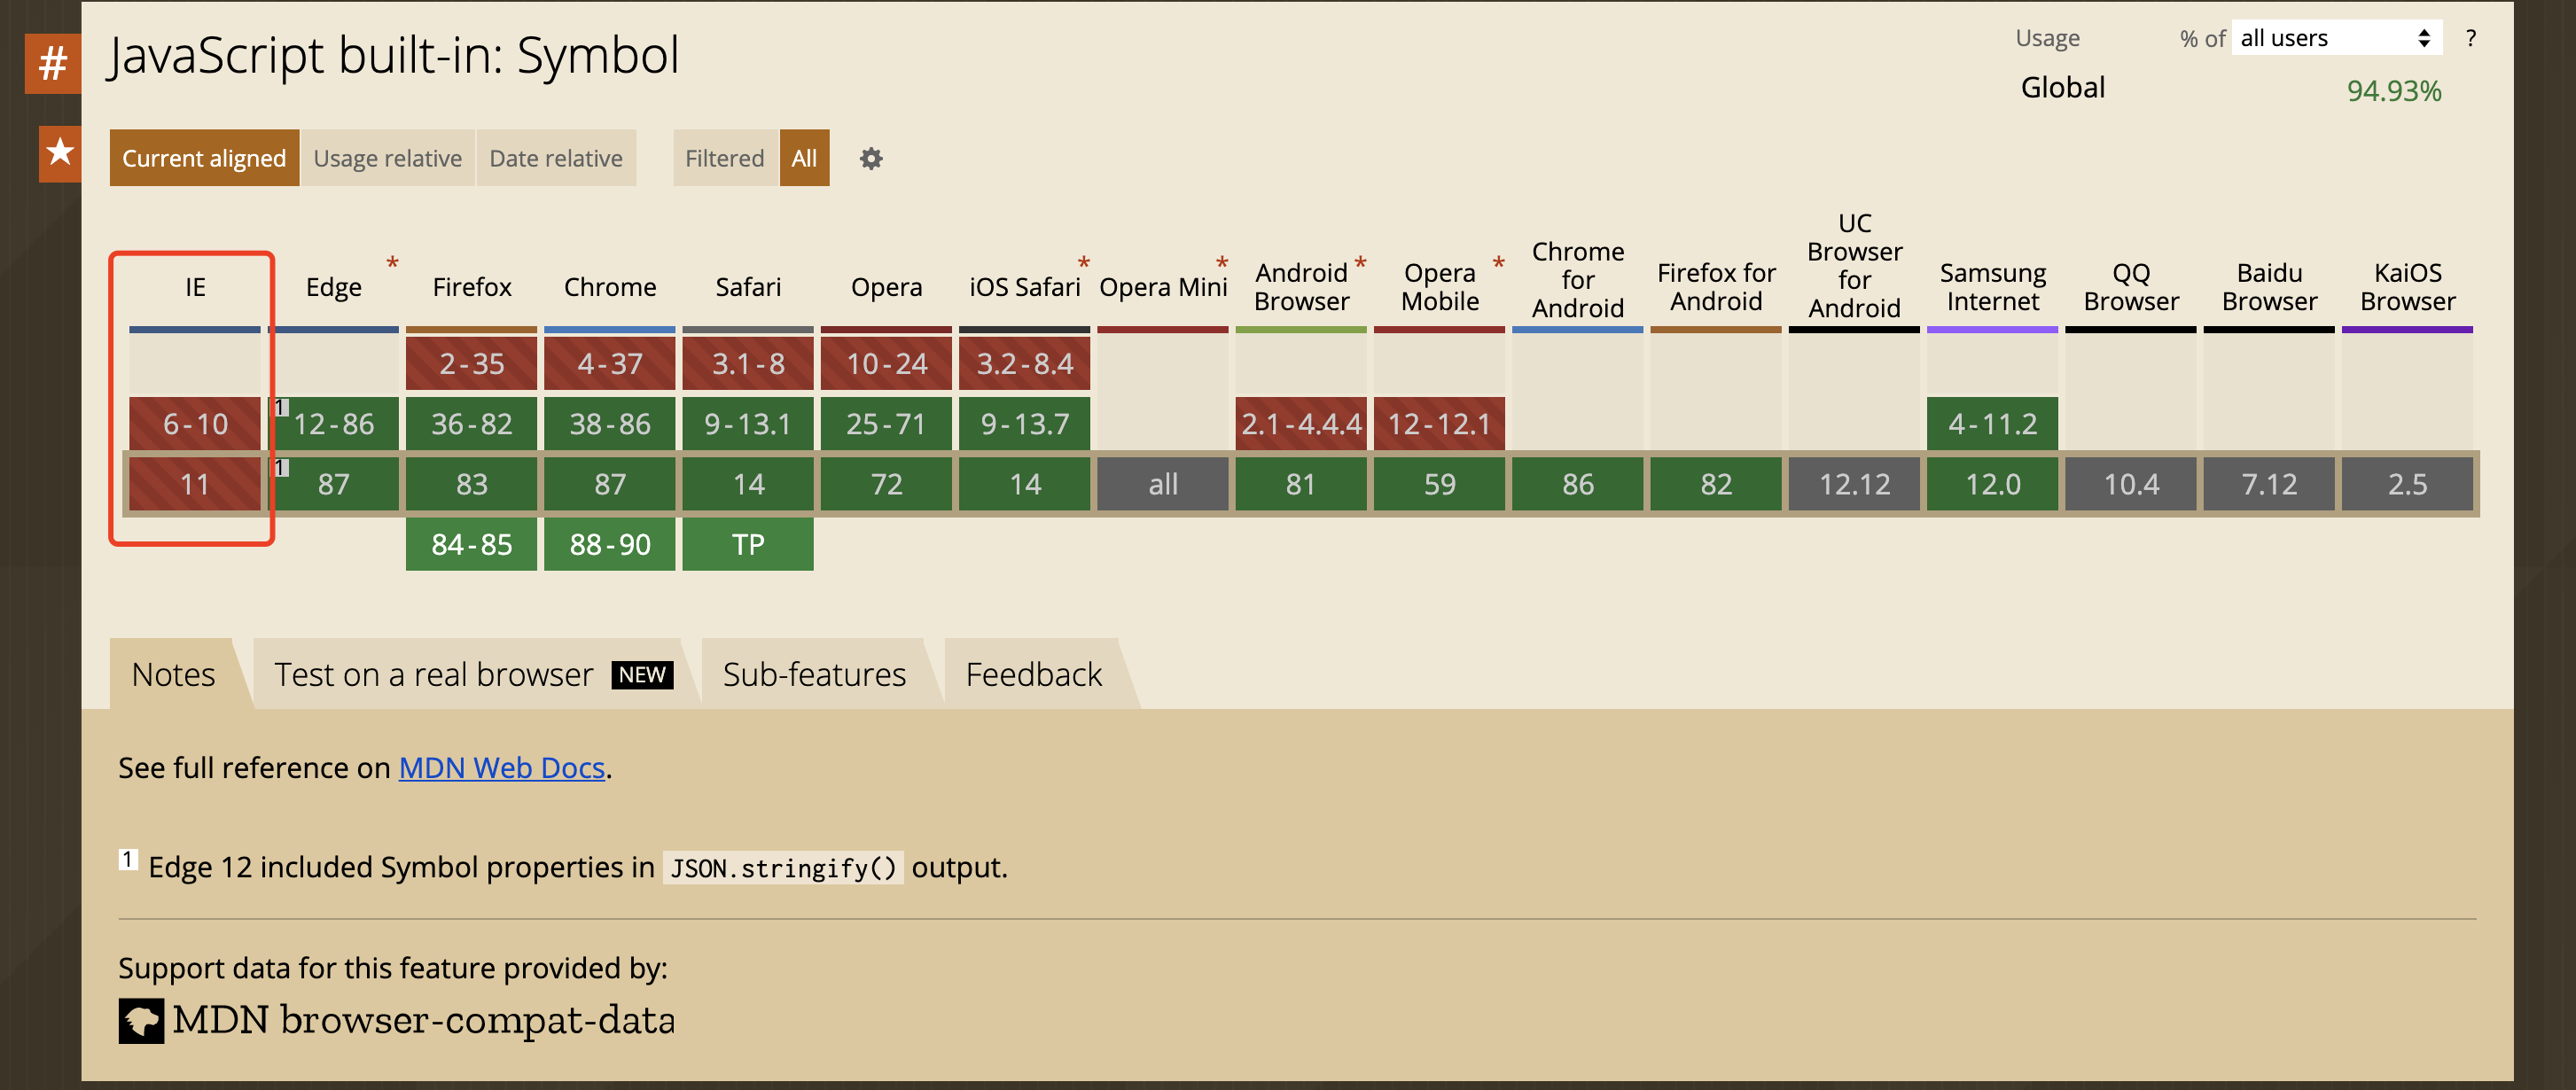 #
JavaScript built-in: Symbol
Usage % of all users ?
Global 94.93%
★
Current aligned Usage relative Date relative Filtered All
IE Edge * Firefox Chrome Safari Opera iOS Safari * Opera Mini * Android Browser * Opera Mobile * Chrome for Android Firefox for Android UC Browser for Android Samsung Internet QQ Browser Baidu Browser KaiOS Browser
2-35 4-37 3.1-8 10-24 3.2-8.4
6-10 1 12-86 36-82 38-86 9-13.1 25-71 9-13.7 2.1-4.4.4 12-12.1 4-11.2
11 1 87 83 87 14 72 14 all 81 59 86 82 12.12 12.0 10.4 7.12 2.5
84-85 88-90 TP
Notes Test on a real browser NEW Sub-features Feedback
See full reference on MDN Web Docs.
1 Edge 12 included Symbol properties in JSON.stringify() output.
Support data for this feature provided by:
MDN browser-compat-data